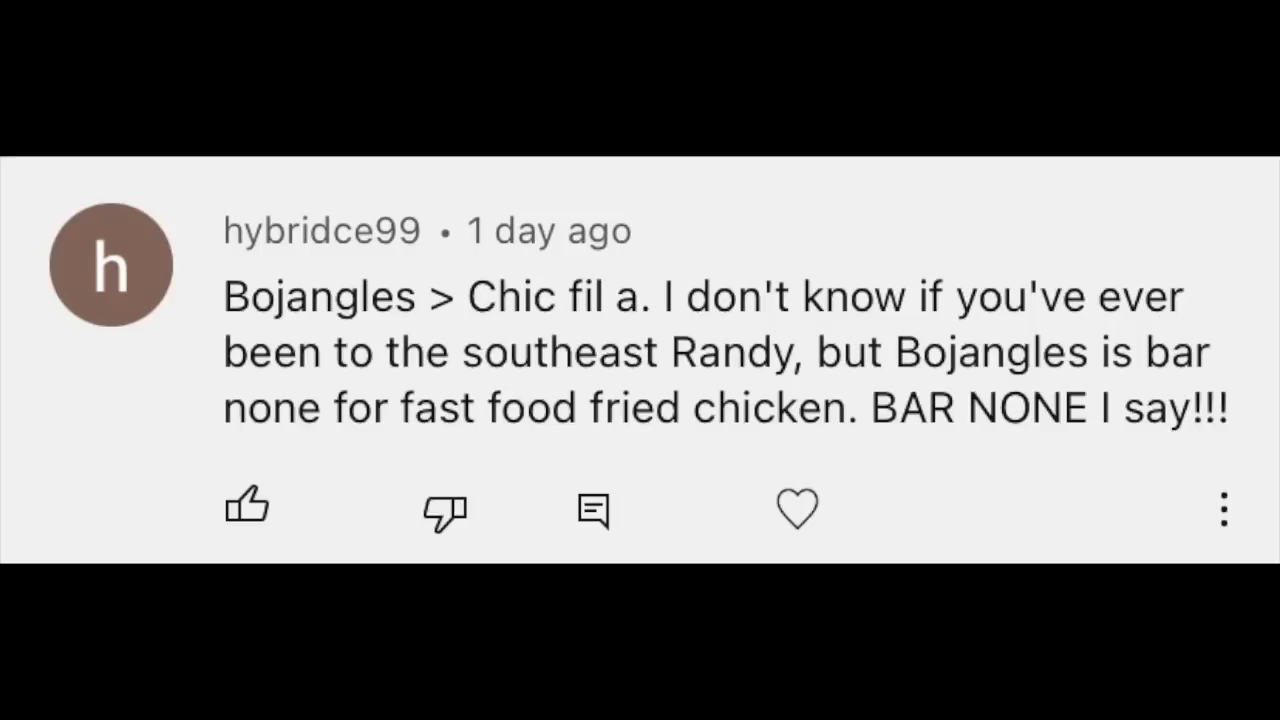 h
hybridce99 • 1 day ago
Bojangles > Chic fil a. I don't know if you've ever
been to the southeast Randy, but Bojangles is bar
none for fast food fried chicken. BAR NONE I say!!!